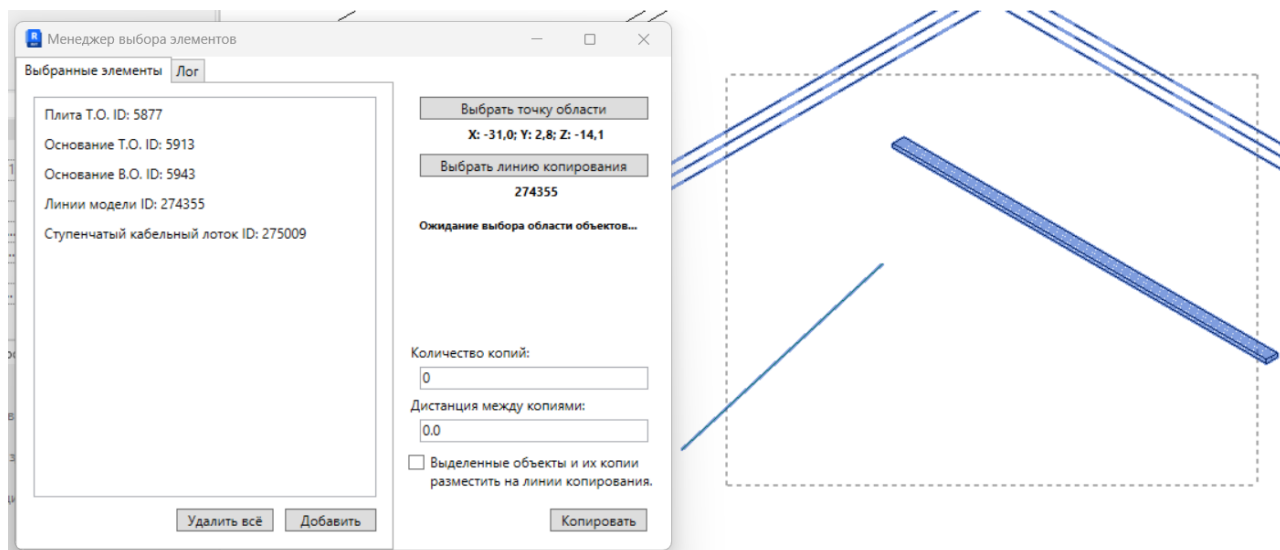 Менеджер выбора элементов
Выбранные элементы
Лог
Плита Т.О. ID: 5877
Основание Т.О. ID: 5913
Основание В.О. ID: 5943
Линии модели ID: 274355
Ступенчатый кабельный лоток ID: 275009
Удалить всё
Добавить
Выбрать точку области
X: -31,0; Y: 2,8; Z: -14,1
Выбрать линию копирования
274355
Ожидание выбора области объектов...
Количество копий:
0
Дистанция между копиями:
0.0
Выделенные объекты и их копии
разместить на линии копирования.
Копировать